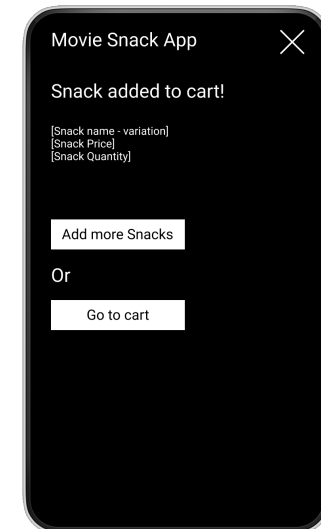 Movie Snack App
Snack added to cart!
[Snack name - variation]
[Snack Price]
[Snack Quantity]
Add more Snacks
Or
Go to cart